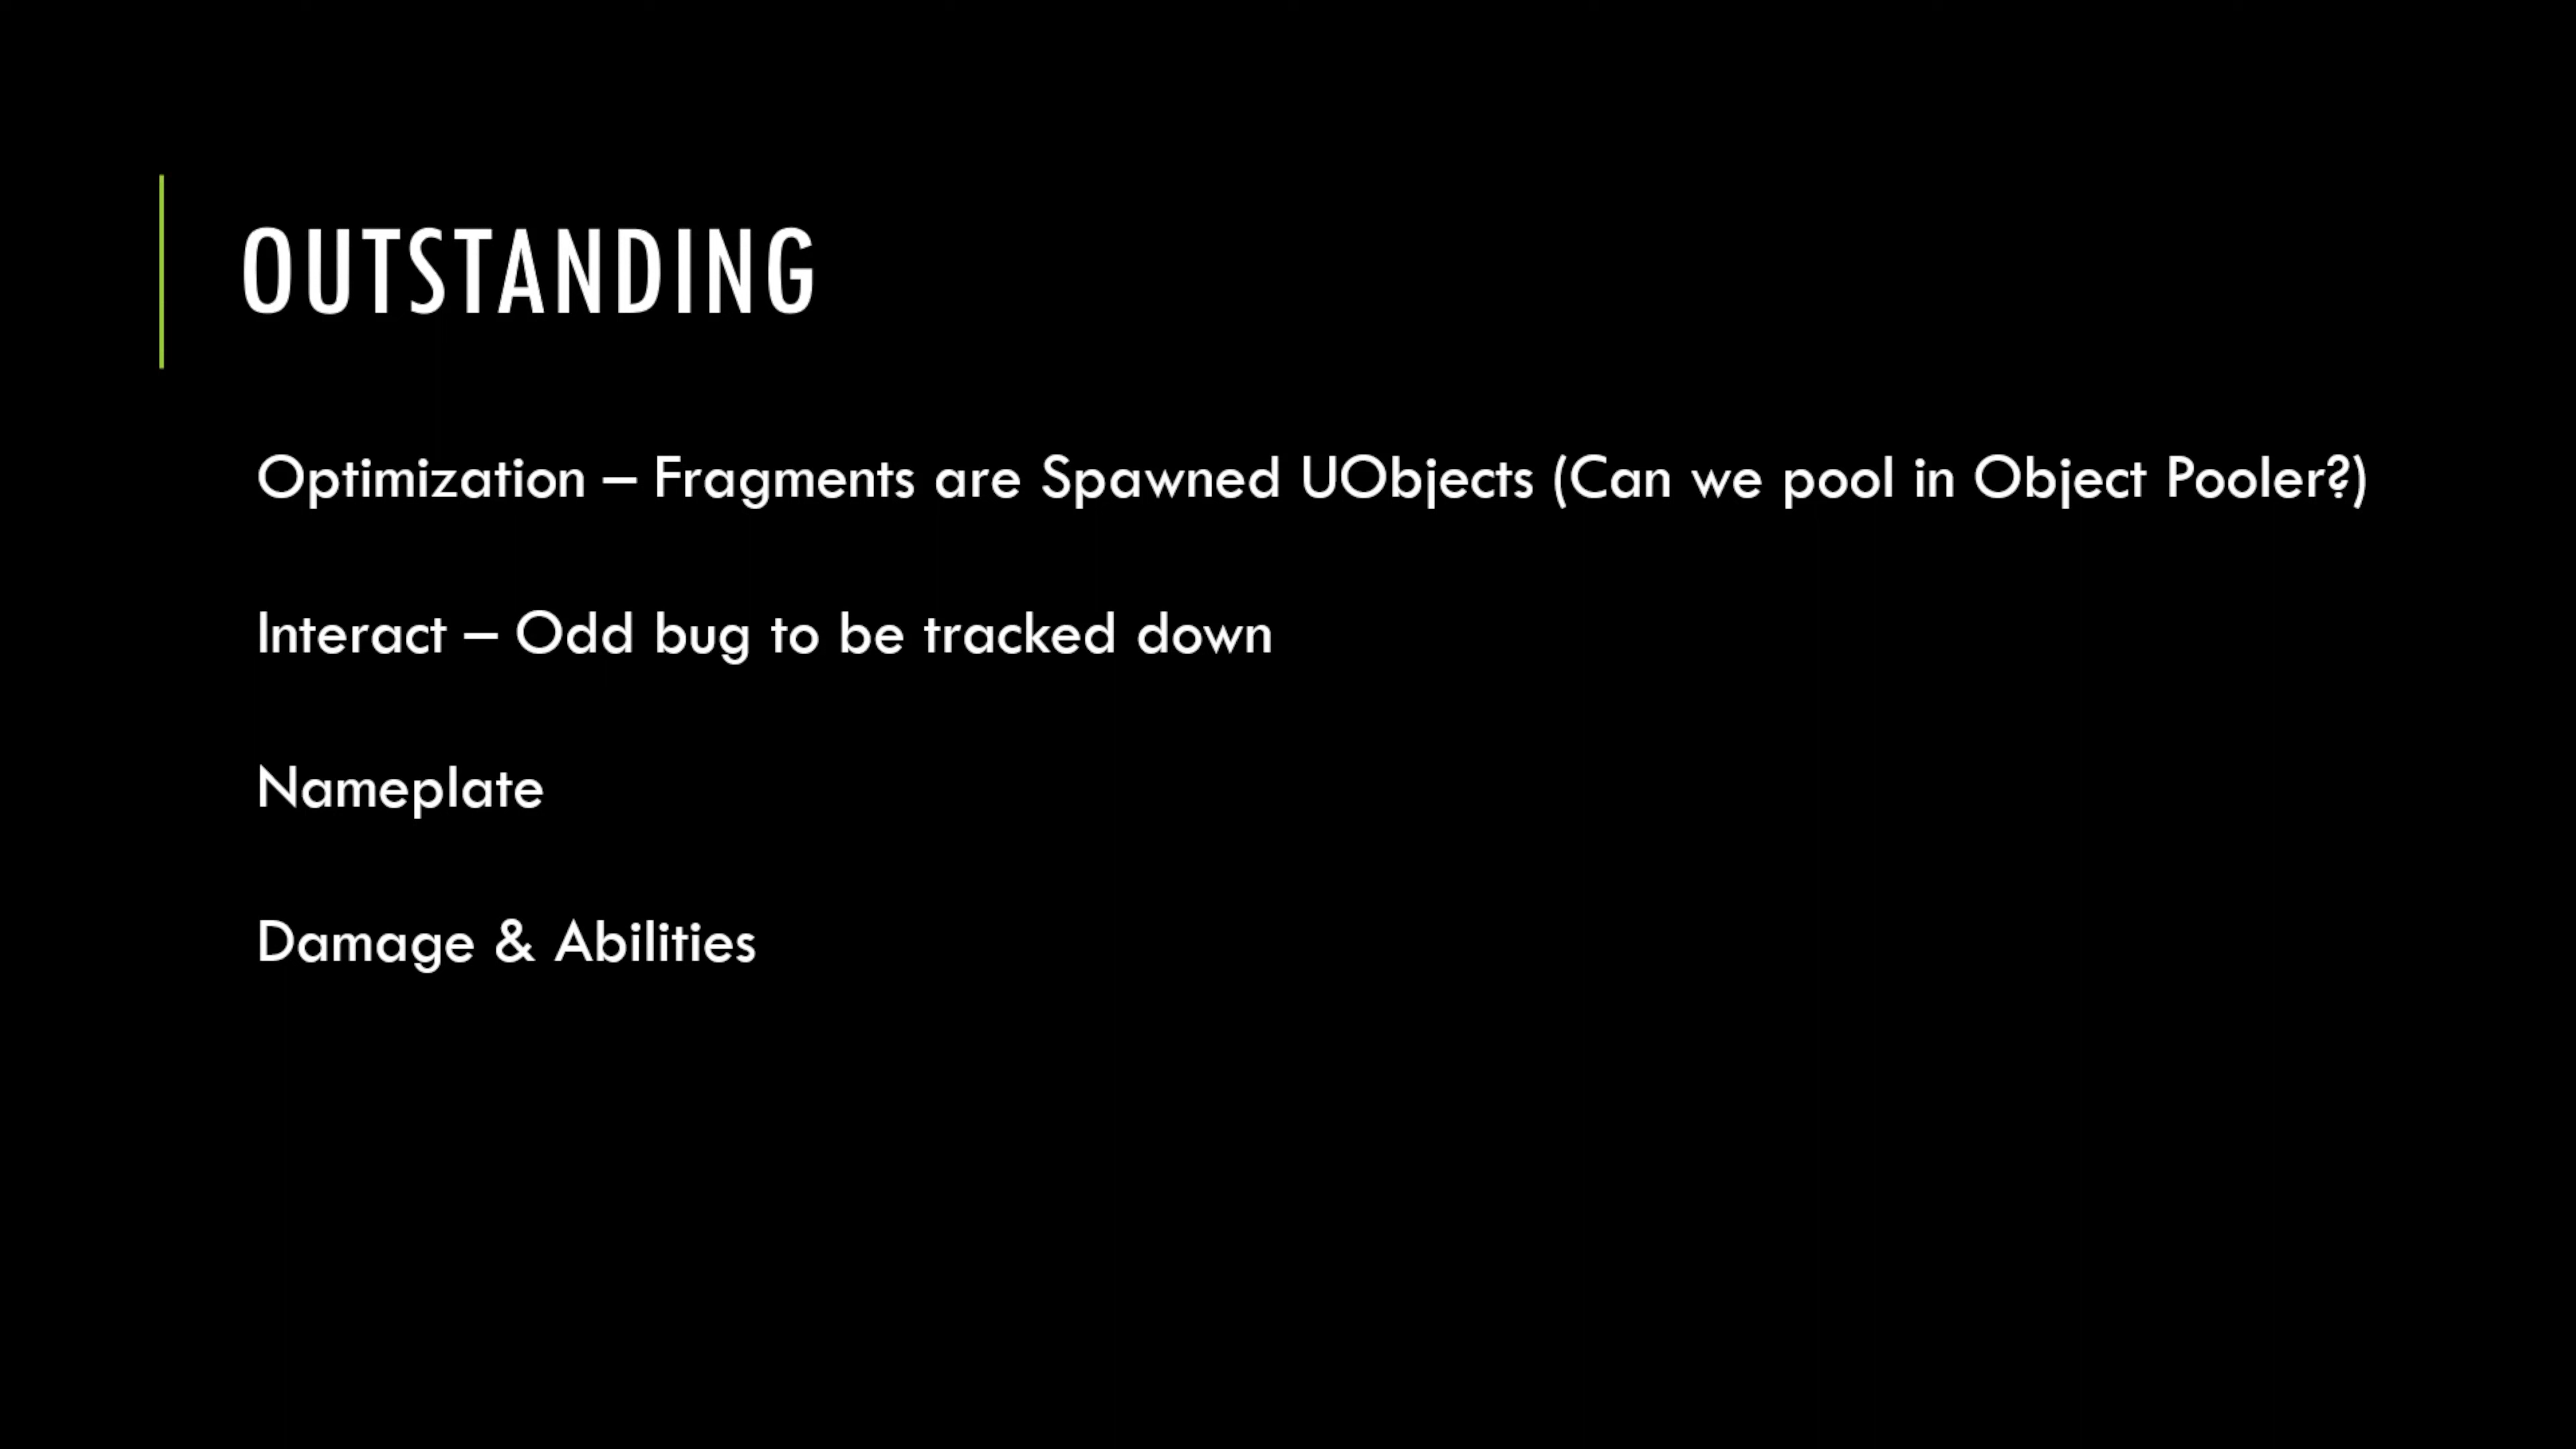 OUTSTANDING
Optimization – Fragments are Spawned UObjects (Can we pool in Object Pooler?)
Interact – Odd bug to be tracked down
Nameplate
Damage & Abilities